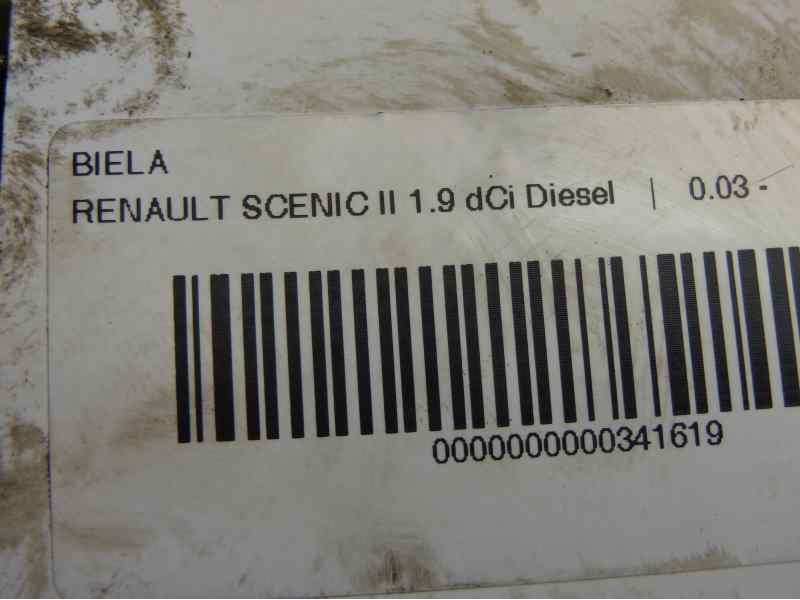 BIELA
RENAULT SCENIC II 1.9 dCi Diesel | 0.03 -
0000000000341619